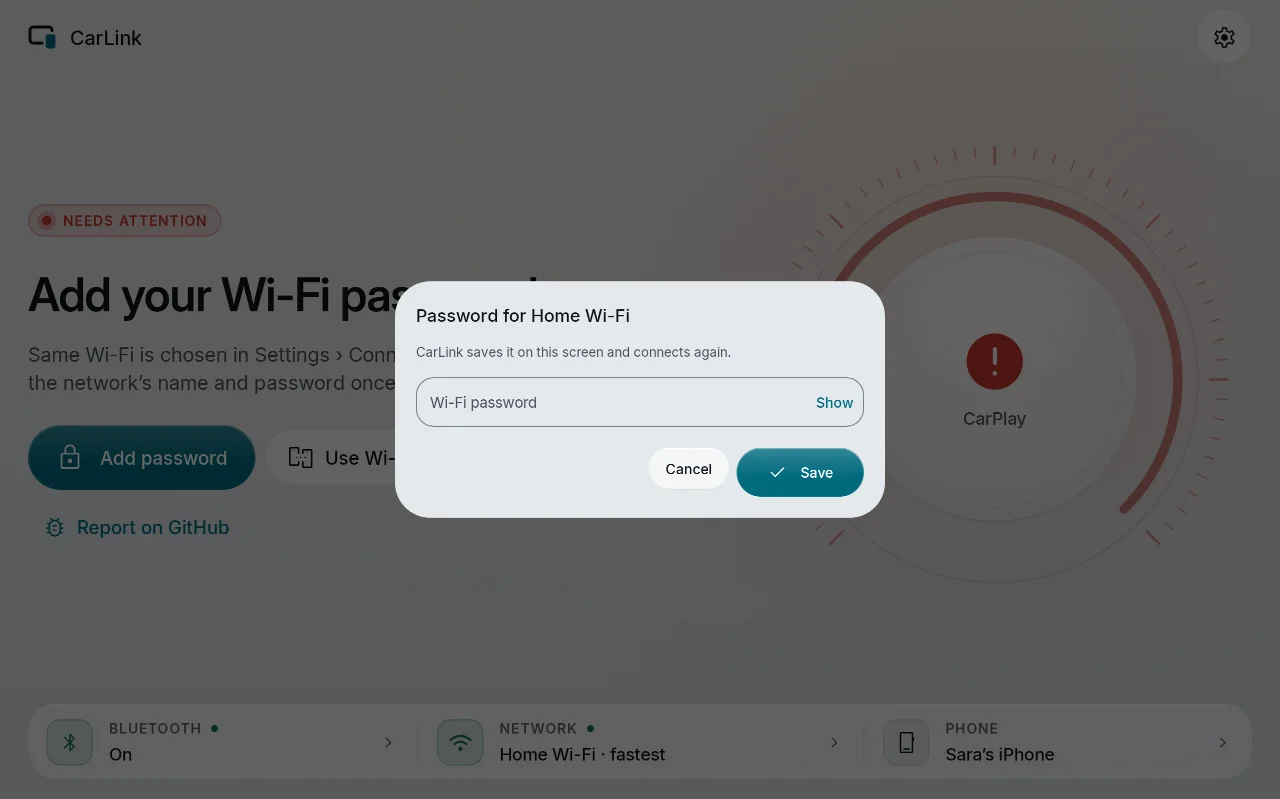 CarLink
NEEDS ATTENTION
Add your Wi-Fi
Same Wi-Fi is chosen in Settings ›
the network's name and password once
Add password
Use
Report on GitHub
Password for Home Wi-Fi
CarLink saves it on this screen and connects again.
Wi-Fi password
Show
Cancel
Save
CarPlay
BLUETOOTH
On
NETWORK
Home Wi-Fi · fastest
PHONE
Sara's iPhone